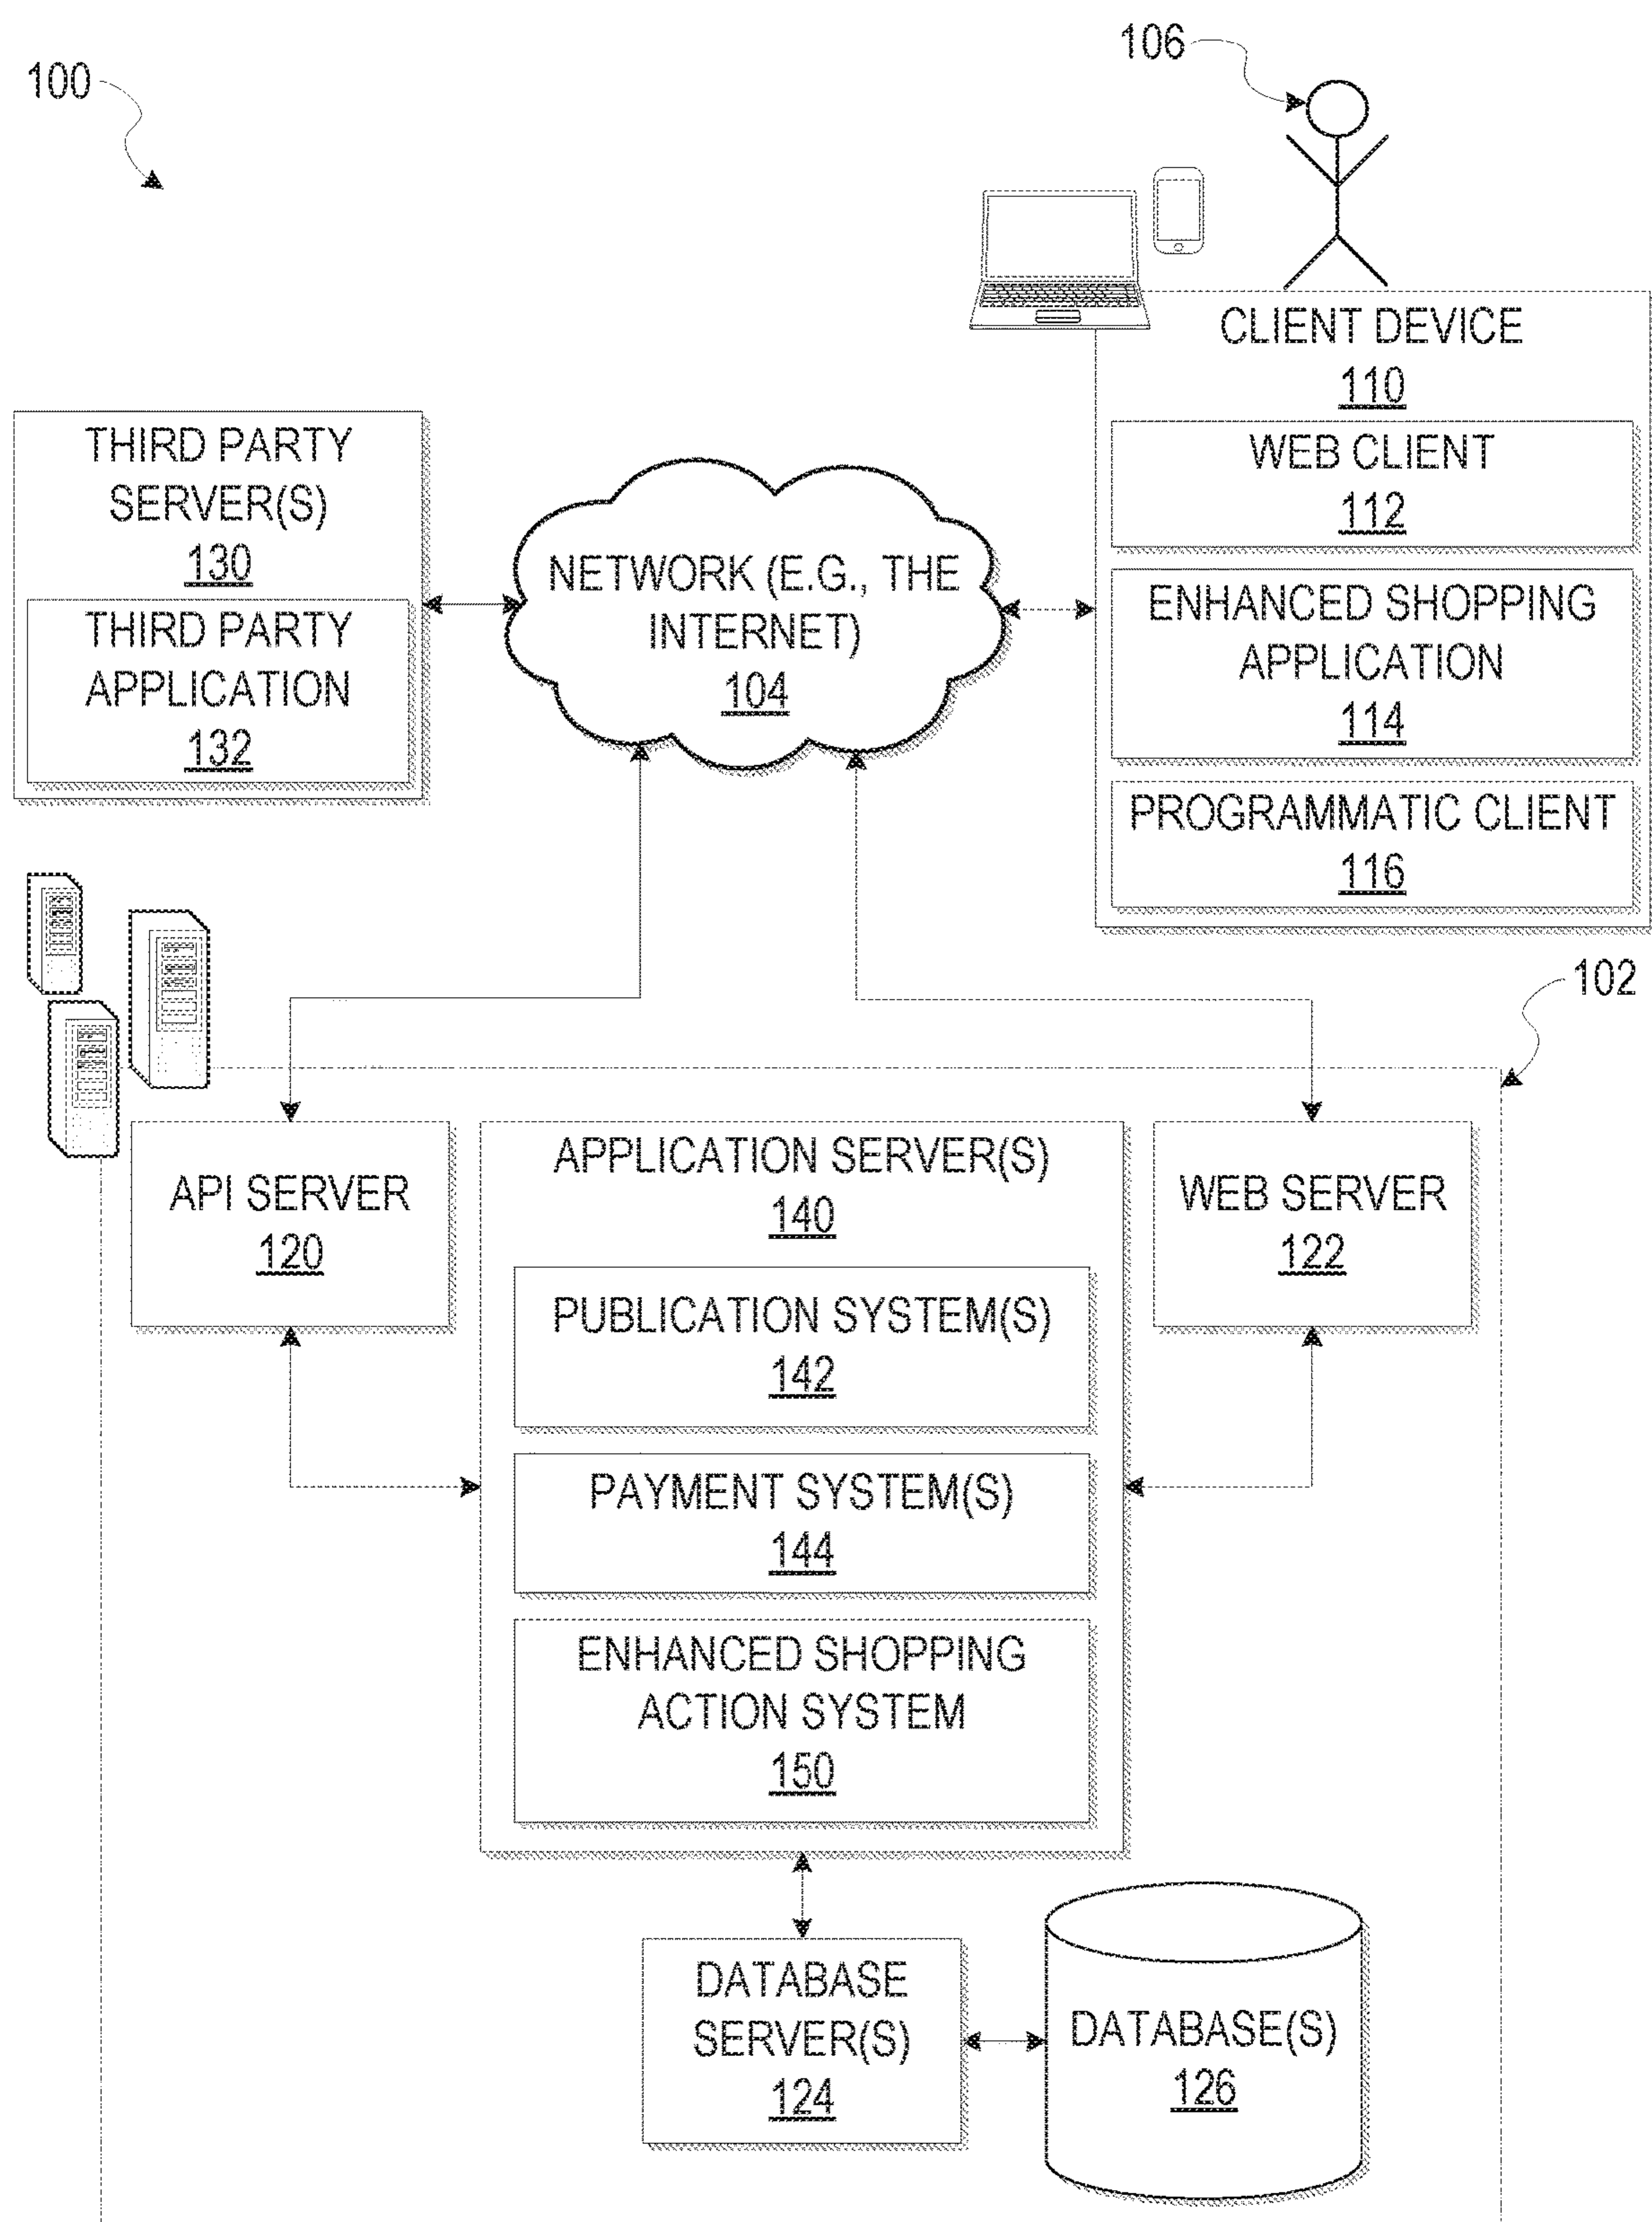 100
106
CLIENT DEVICE
110
WEB CLIENT
112
ENHANCED SHOPPING
APPLICATION
114
PROGRAMMATIC CLIENT
116
THIRD PARTY
SERVER(S)
130
THIRD PARTY
APPLICATION
132
NETWORK (E.G., THE
INTERNET)
104
102
API SERVER
120
APPLICATION SERVER(S)
140
PUBLICATION SYSTEM(S)
142
PAYMENT SYSTEM(S)
144
ENHANCED SHOPPING
ACTION SYSTEM
150
WEB SERVER
122
DATABASE
SERVER(S)
124
DATABASE(S)
126